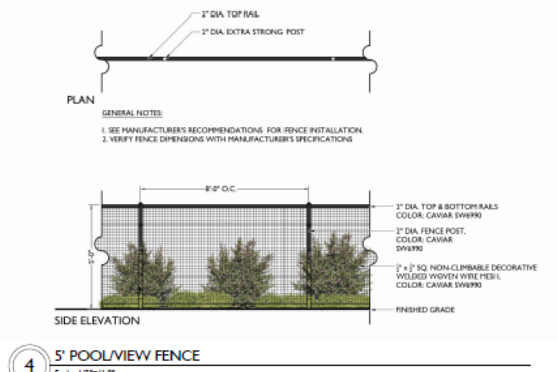 2" DIA. TOP RAIL
2" DIA. EXTRA STRONG POST
PLAN
GENERAL NOTES:
1. SEE MANUFACTURER'S RECOMMENDATIONS FOR FENCE INSTALLATION.
2. VERIFY FENCE DIMENSIONS WITH MANUFACTURER'S SPECIFICATIONS
8'-0" O.C.
5'-0"
2" DIA. TOP & BOTTOM RAILS
COLOR: CAVIAR SW6990
2" DIA. FENCE POST,
COLOR: CAVIAR
SW6990
SQ. NON-CLIMBABLE DECORATIVE
WELDED WOVEN WIRE MESH,
COLOR: CAVIAR SW6990
FINISHED GRADE
SIDE ELEVATION
4
5' POOL/VIEW FENCE